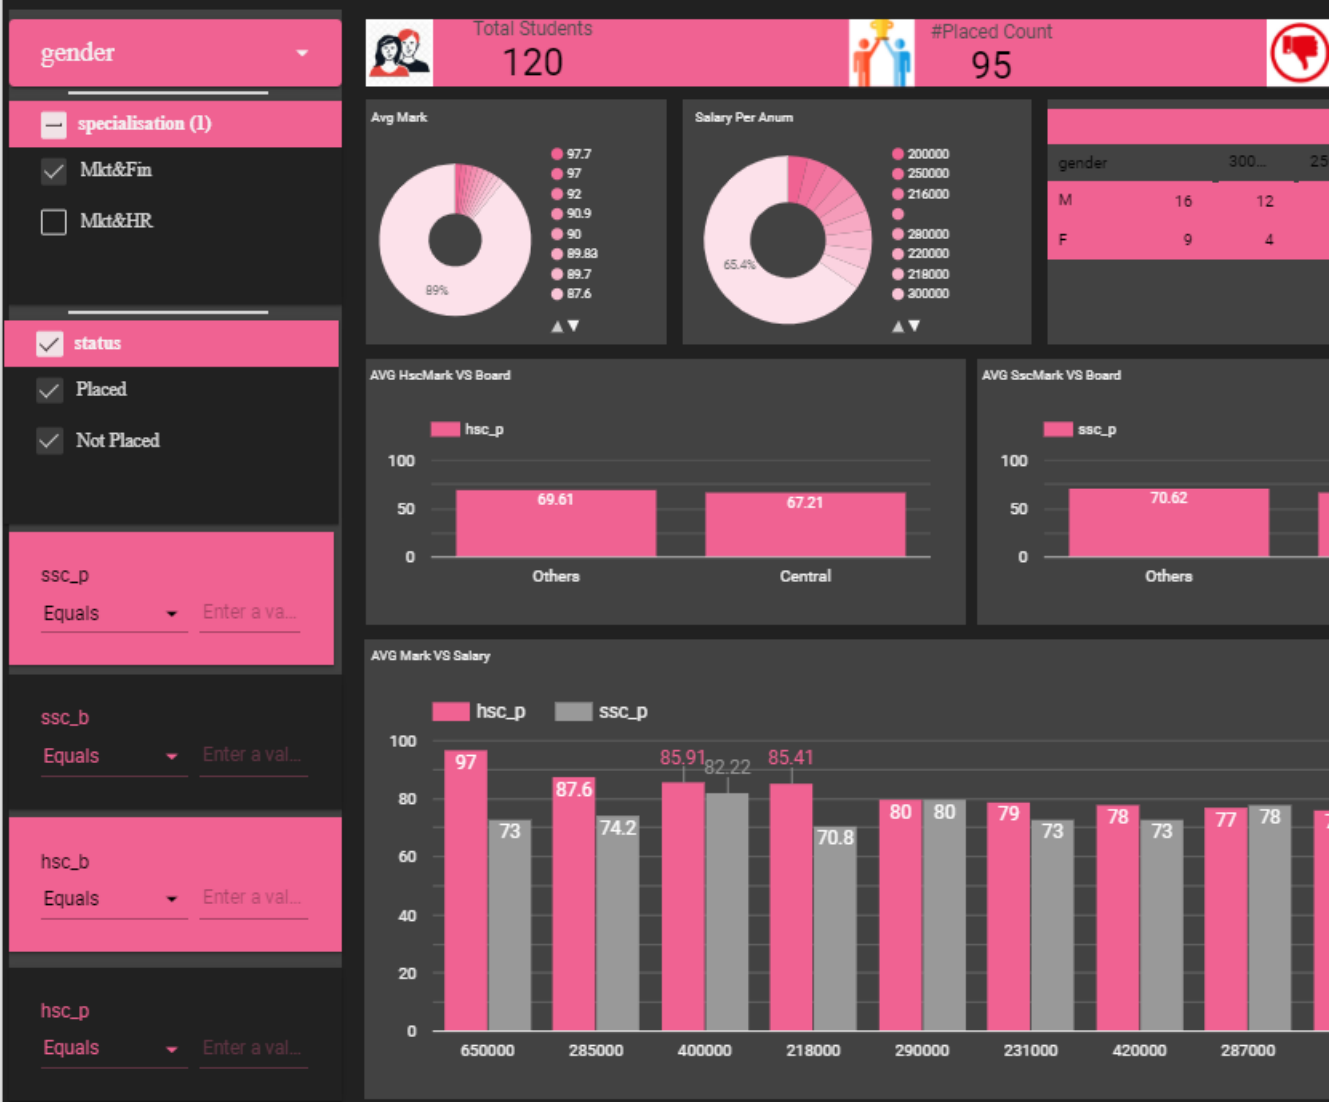 gender
specialisation (1)
Mkt&Fin
Mkt&HR
status
Placed
Not Placed
ssc_p
Equals Enter a va...
ssc_b
Equals Enter a val...
hsc_b
Equals Enter a val...
hsc_p
Equals Enter a val...
Total Students
120
#Placed Count
95
Avg Mark
97.7
97
92
90.9
90
89.83
89.7
87.6
89%
Salary Per Anum
200000
250000
216000
280000
220000
218000
300000
65.4%
gender 300... 25
M 16 12
F 9 4
AVG HscMark VS Board
hsc_p
100
50
0
69.61
67.21
Others Central
AVG SscMark VS Board
ssc_p
100
50
0
70.62
Others
AVG Mark VS Salary
hsc_p ssc_p
100
80
60
40
20
0
97 73 87.6 74.2 85.91 82.22 85.41 70.8 80 80 79 73 78 73 77 78
650000 285000 400000 218000 290000 231000 420000 287000